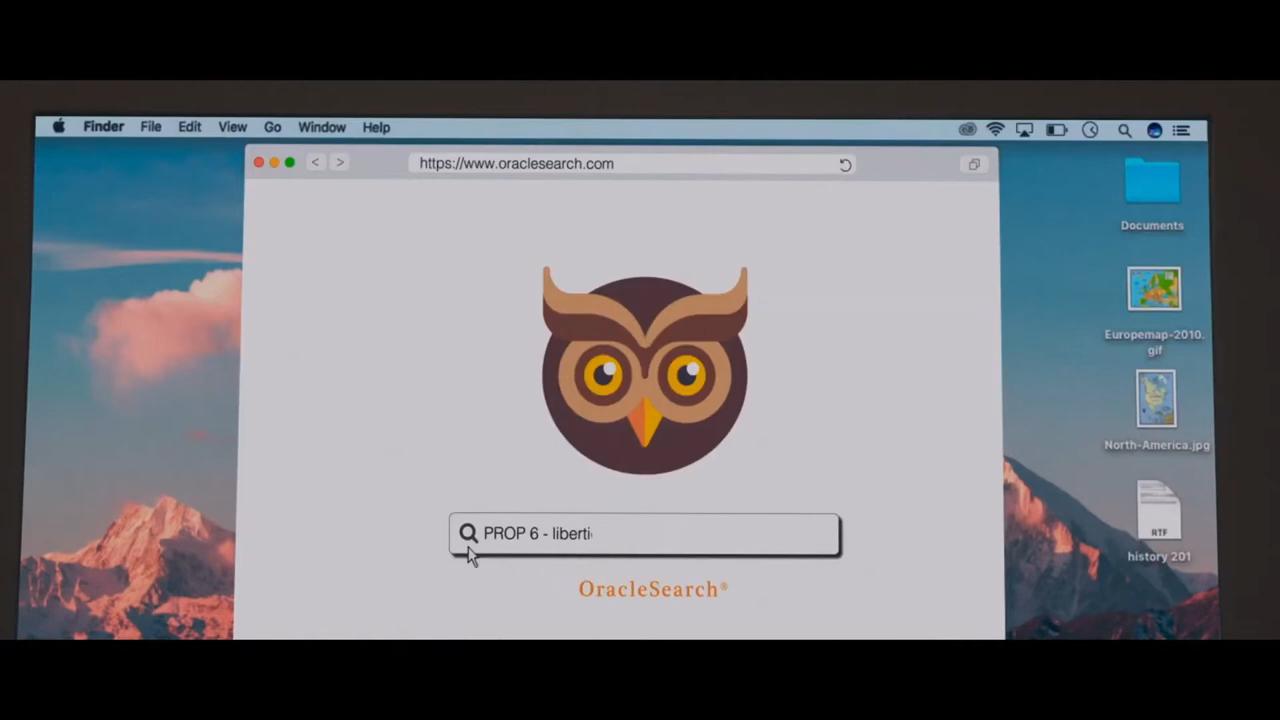 Finder File Edit View Go Window Help
https://www.oraclesearch.com
Documents
Europemap-2010.
gif
North-America.jpg
RTF
history 201
PROP 6 - liberti
OracleSearch®